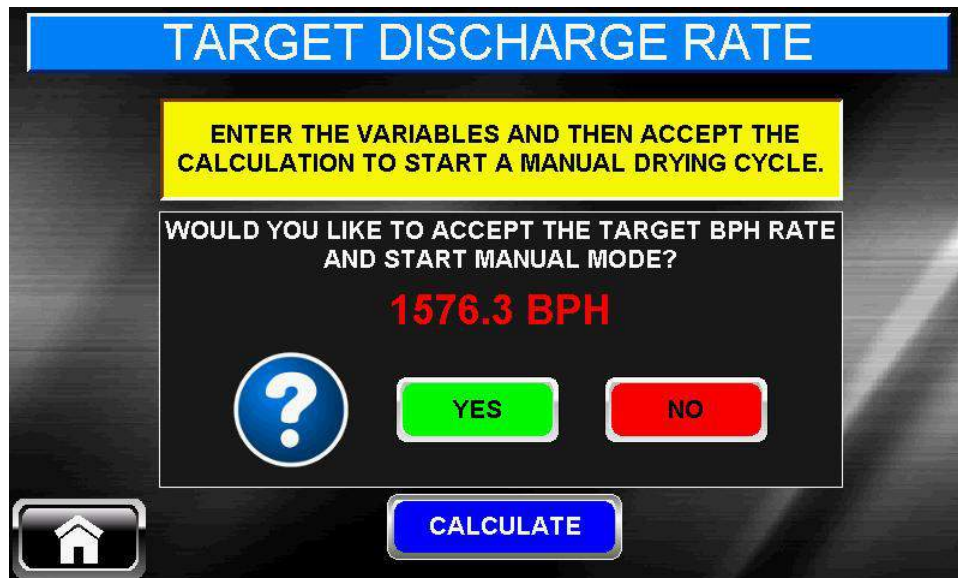 TARGET DISCHARGE RATE
ENTER THE VARIABLES AND THEN ACCEPT THE
CALCULATION TO START A MANUAL DRYING CYCLE.
WOULD YOU LIKE TO ACCEPT THE TARGET BPH RATE
AND START MANUAL MODE?
1576.3 BPH
?
YES
NO
CALCULATE